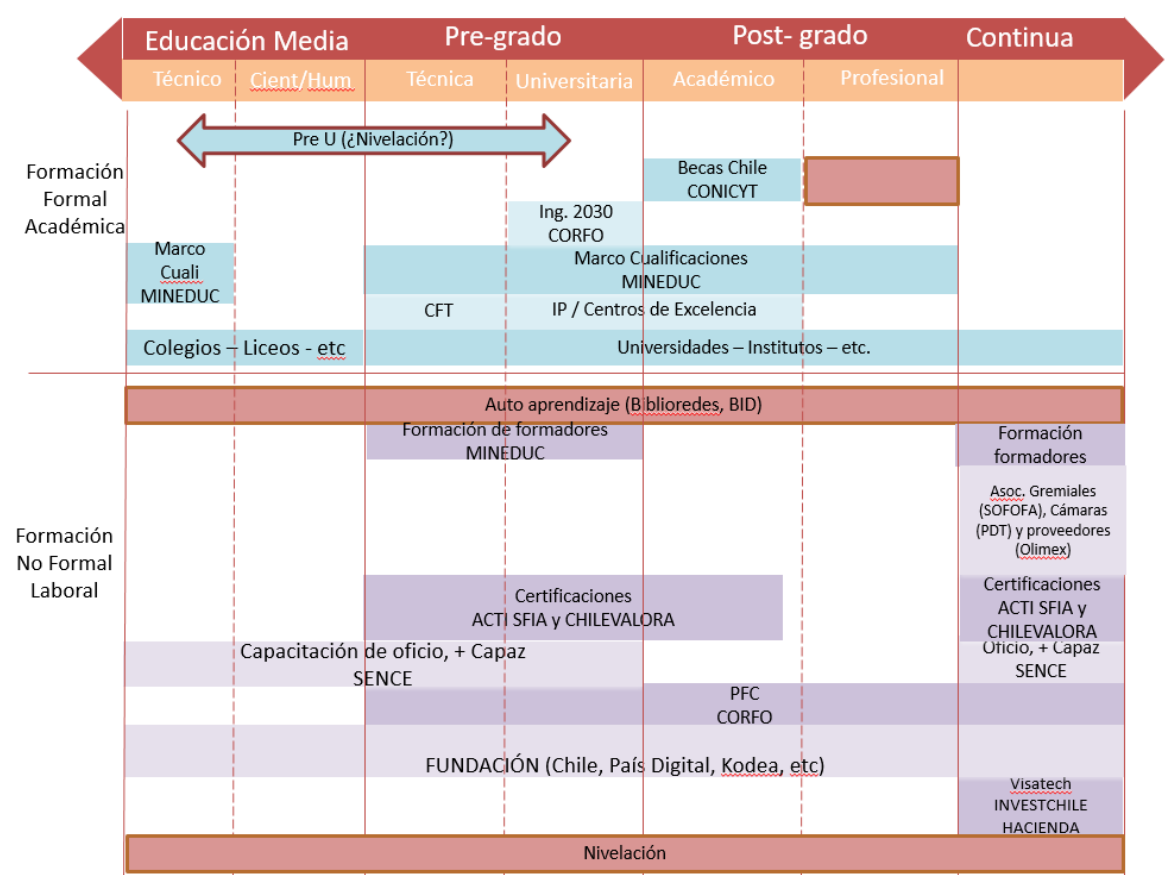 Educación Media
Pre-grado
Post- grado
Continua
Técnico
Cient/Hum
Técnica
Universitaria
Académico
Profesional
Pre U (¿Nivelación?)
Formación
Formal
Académica
Becas Chile
CONICYT
Ing. 2030
CORFO
Marco
Cuali
MINEDUC
Marco Cualificaciones
MINEDUC
CFT
IP / Centros de Excelencia
Colegios – Liceos - etc
Universidades – Institutos – etc.
Auto aprendizaje (Biblioredes, BID)
Formación de formadores
MINEDUC
Formación
formadores
Asoc. Gremiales
(SOFOFA), Cámaras
(PDT) y proveedores
(Olimex)
Formación
No Formal
Laboral
Certificaciones
ACTI SFIA y CHILEVALORA
Certificaciones
ACTI SFIA y
CHILEVALORA
Capacitación de oficio, + Capaz
SENCE
Oficio, + Capaz
SENCE
PFC
CORFO
FUNDACIÓN (Chile, País Digital, Kodea, etc)
Visatech
INVESTCHILE
HACIENDA
Nivelación